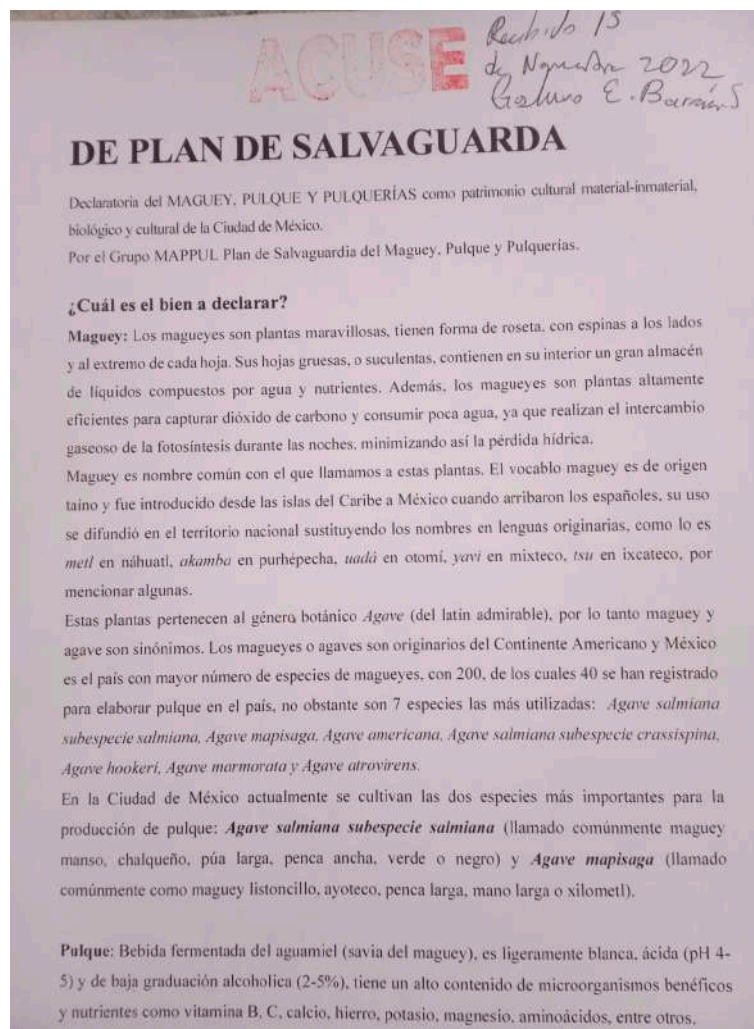 ACUSE
Recibido 15
de Noviembre 2022
E. Barrón S
DE PLAN DE SALVAGUARDA
Declaratoria del MAGUEY, PULQUE Y PULQUERÍAS como patrimonio cultural material-inmaterial,
biológico y cultural de la Ciudad de México.
Por el Grupo MAPPUL Plan de Salvaguardia del Maguey, Pulque y Pulquerías.
¿Cuál es el bien a declarar?
Maguey: Los magueyes son plantas maravillosas, tienen forma de roseta, con espinas a los lados
y al extremo de cada hoja. Sus hojas gruesas, o suculentas, contienen en su interior un gran almacén
de líquidos compuestos por agua y nutrientes. Además, los magueyes son plantas altamente
eficientes para capturar dióxido de carbono y consumir poca agua, ya que realizan el intercambio
gaseoso de la fotosíntesis durante las noches, minimizando así la pérdida hídrica.
Maguey es nombre común con el que llamamos a estas plantas. El vocablo maguey es de origen
taíno y fue introducido desde las islas del Caribe a México cuando arribaron los españoles, su uso
se difundió en el territorio nacional sustituyendo los nombres en lenguas originarias, como lo es
metl en náhuatl, akamba en purhépecha, uadá en otomí, yavi en mixteco, tsu en ixcateco, por
mencionar algunas.
Estas plantas pertenecen al género botánico Agave (del latín admirable), por lo tanto maguey y
agave son sinónimos. Los magueyes o agaves son originarios del Continente Americano y México
es el país con mayor número de especies de magueyes, con 200, de los cuales 40 se han registrado
para elaborar pulque en el país, no obstante son 7 especies las más utilizadas: Agave salmiana
subespecie salmiana, Agave mapisaga, Agave americana, Agave salmiana subespecie crassispina,
Agave hookeri, Agave marmorata y Agave atrovirens.
En la Ciudad de México actualmente se cultivan las dos especies más importantes para la
producción de pulque: Agave salmiana subespecie salmiana (llamado comúnmente maguey
manso, chalqueño, púa larga, penca ancha, verde o negro) y Agave mapisaga (llamado
comúnmente como maguey listoncillo, ayoteco, penca larga, mano larga o xilometl).
Pulque: Bebida fermentada del aguamiel (savia del maguey), es ligeramente blanca, ácida (pH 4-
5) y de baja graduación alcoholica (2-5%), tiene un alto contenido de microorganismos benéficos
y nutrientes como vitamina B, C, calcio, hierro, potasio, magnesio, aminoácidos, entre otros.